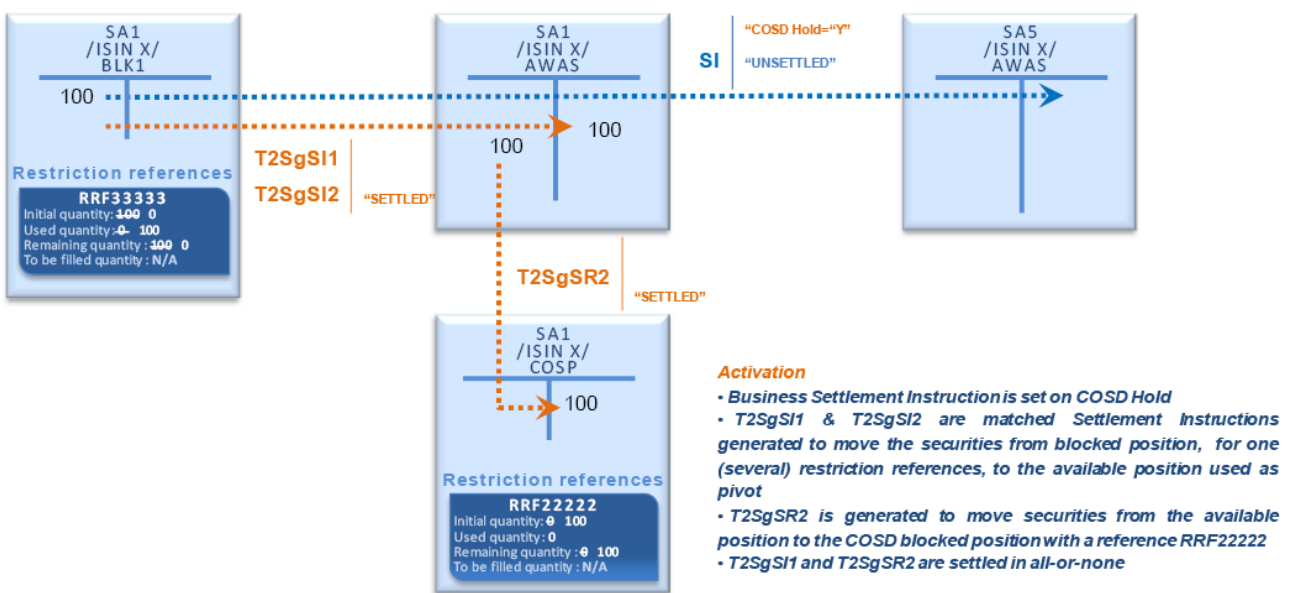 SA1
/ISIN X/
BLK1
100
Restriction references
RRF33333
Initial quantity: 100 0
Used quantity: 0 100
Remaining quantity : 100 0
To be filled quantity : N/A
T2SgSI1
T2SgSI2
“SETTLED”
SA1
/ISIN X/
AWAS
100
100
SI
“COSD Hold=“Y”
“UNSETTLED”
SA5
/ISIN X/
AWAS
T2SgSR2
“SETTLED”
SA1
/ISIN X/
COSP
100
Restriction references
RRF22222
Initial quantity: 0 100
Used quantity: 0
Remaining quantity : 0 100
To be filled quantity : N/A
Activation
• Business Settlement Instruction is set on COSD Hold
• T2SgSI1 & T2SgSI2 are matched Settlement Instructions
generated to move the securities from blocked position, for one
(several) restriction references, to the available position used as
pivot
• T2SgSR2 is generated to move securities from the available
position to the COSD blocked position with a reference RRF22222
• T2SgSI1 and T2SgSR2 are settled in all-or-none